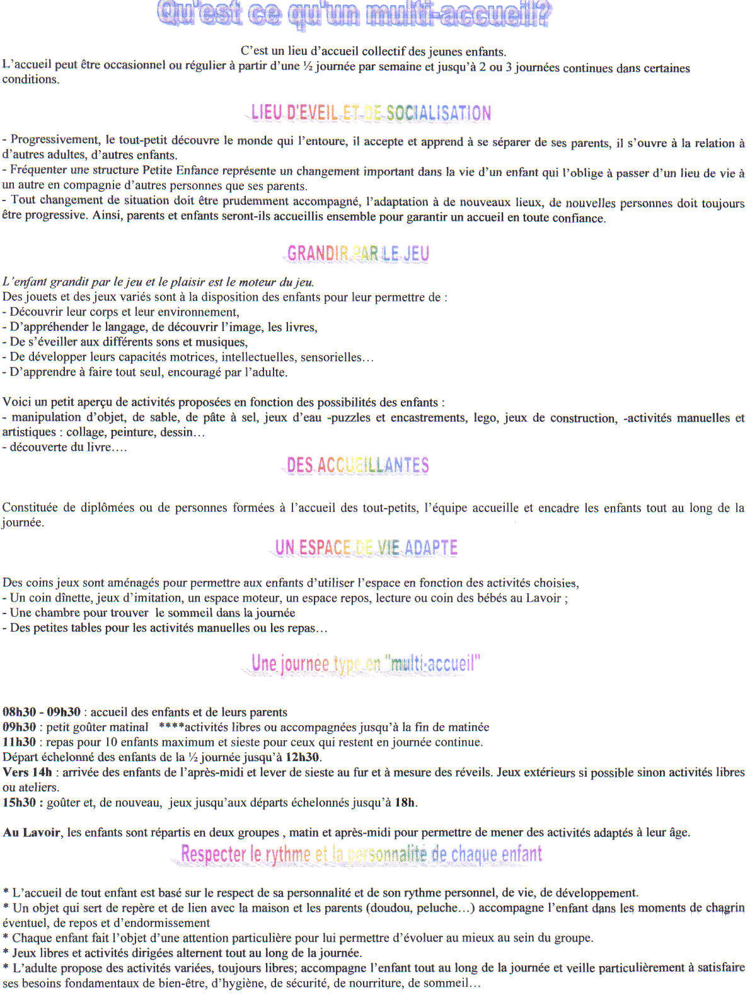 Qu'est ce qu'un multi-accueil?
C’est un lieu d’accueil collectif des jeunes enfants.
L’accueil peut être occasionnel ou régulier à partir d’une ½ journée par semaine et jusqu’à 2 ou 3 journées continues dans certaines
conditions.
LIEU D'EVEIL ET DE SOCIALISATION
- Progressivement, le tout-petit découvre le monde qui l’entoure, il accepte et apprend à se séparer de ses parents, il s’ouvre à la relation à
d’autres adultes, d’autres enfants.
- Fréquenter une structure Petite Enfance représente un changement important dans la vie d’un enfant qui l’oblige à passer d’un lieu de vie à
un autre en compagnie d’autres personnes que ses parents.
- Tout changement de situation doit être prudemment accompagné, l’adaptation à de nouveaux lieux, de nouvelles personnes doit toujours
être progressive. Ainsi, parents et enfants seront-ils accueillis ensemble pour garantir un accueil en toute confiance.
GRANDIR PAR LE JEU
L’enfant grandit par le jeu et le plaisir est le moteur du jeu.
Des jouets et des jeux variés sont à la disposition des enfants pour leur permettre de :
- Découvrir leur corps et leur environnement,
- D’appréhender le langage, de découvrir l’image, les livres,
- De s’éveiller aux différents sons et musiques,
- De développer leurs capacités motrices, intellectuelles, sensorielles…
- D’apprendre à faire tout seul, encouragé par l’adulte.
Voici un petit aperçu de activités proposées en fonction des possibilités des enfants :
- manipulation d’objet, de sable, de pâte à sel, jeux d’eau -puzzles et encastrements, lego, jeux de construction, -activités manuelles et
artistiques : collage, peinture, dessin…
- découverte du livre….
DES ACCUEILLANTES
Constituée de diplômées ou de personnes formées à l’accueil des tout-petits, l’équipe accueille et encadre les enfants tout au long de la
journée.
UN ESPACE DE VIE ADAPTE
Des coins jeux sont aménagés pour permettre aux enfants d’utiliser l’espace en fonction des activités choisies,
- Un coin dînette, jeux d’imitation, un espace moteur, un espace repos, lecture ou coin des bébés au Lavoir ;
- Une chambre pour trouver le sommeil dans la journée
- Des petites tables pour les activités manuelles ou les repas…
Une journée type en "multi-accueil"
08h30 - 09h30 : accueil des enfants et de leurs parents
09h30 : petit goûter matinal ****activités libres ou accompagnées jusqu’à la fin de matinée
11h30 : repas pour 10 enfants maximum et sieste pour ceux qui restent en journée continue.
Départ échelonné des enfants de la ½ journée jusqu’à 12h30.
Vers 14h : arrivée des enfants de l’après-midi et lever de sieste au fur et à mesure des réveils. Jeux extérieurs si possible sinon activités libres
ou ateliers.
15h30 : goûter et, de nouveau, jeux jusqu’aux départs échelonnés jusqu’à 18h.
Au Lavoir, les enfants sont répartis en deux groupes , matin et après-midi pour permettre de mener des activités adaptés à leur âge.
Respecter le rythme et la personnalité de chaque enfant
* L’accueil de tout enfant est basé sur le respect de sa personnalité et de son rythme personnel, de vie, de développement.
* Un objet qui sert de repère et de lien avec la maison et les parents (doudou, peluche…) accompagne l’enfant dans les moments de chagrin
éventuel, de repos et d’endormissement
* Chaque enfant fait l’objet d’une attention particulière pour lui permettre d’évoluer au mieux au sein du groupe.
* Jeux libres et activités dirigées alternent tout au long de la journée.
* L’adulte propose des activités variées, toujours libres; accompagne l’enfant tout au long de la journée et veille particulièrement à satisfaire
ses besoins fondamentaux de bien-être, d’hygiène, de sécurité, de nourriture, de sommeil…